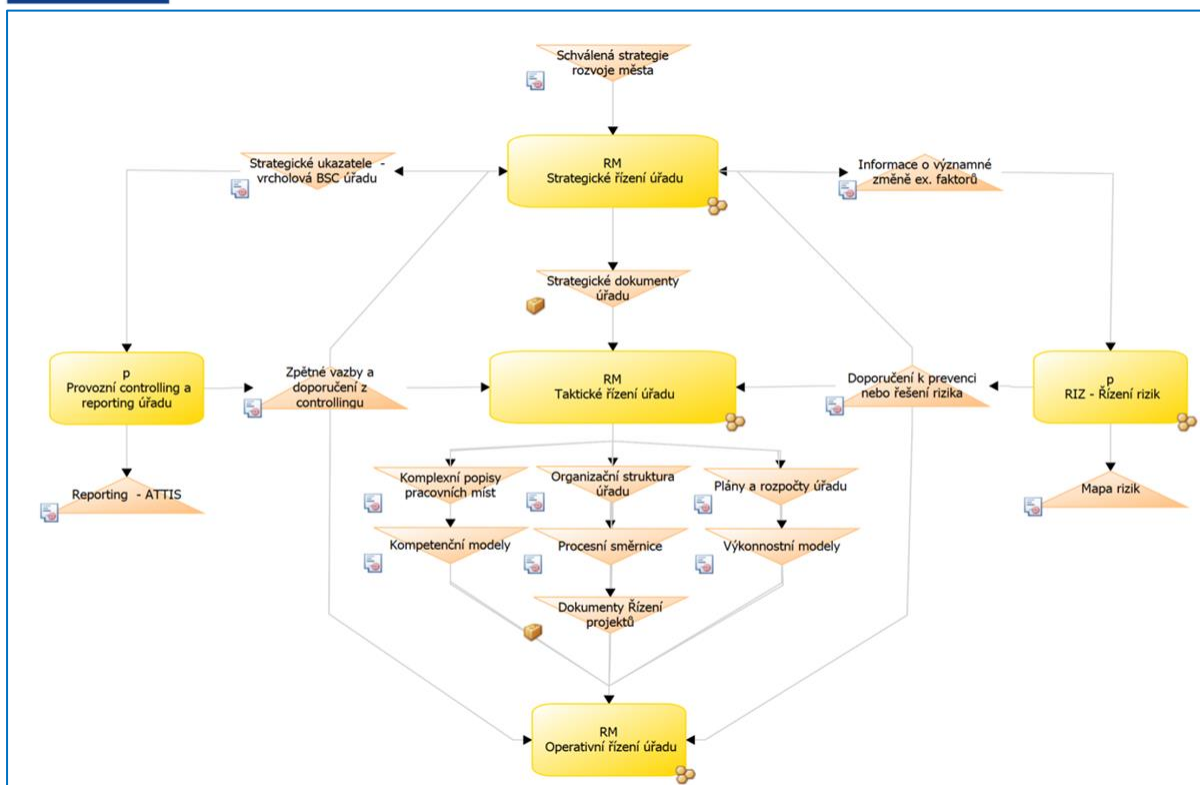 Schválená strategie
rozvoje města
Strategické ukazatele -
vrcholová BSC úřadu
RM
Strategické řízení úřadu
Informace o významné
změně ex. faktorů
Strategické dokumenty
úřadu
p
Provozní controlling a
reporting úřadu
Zpětné vazby a
doporučení z
controllingu
RM
Taktické řízení úřadu
Doporučení k prevenci
nebo řešení rizika
p
RIZ - Řízení rizik
Reporting - ATTIS
Komplexní popisy
pracovních míst
Organizační struktura
úřadu
Plány a rozpočty úřadu
Mapa rizik
Kompetenční modely
Procesní směrnice
Výkonnostní modely
Dokumenty Řízení
projektů
RM
Operativní řízení úřadu